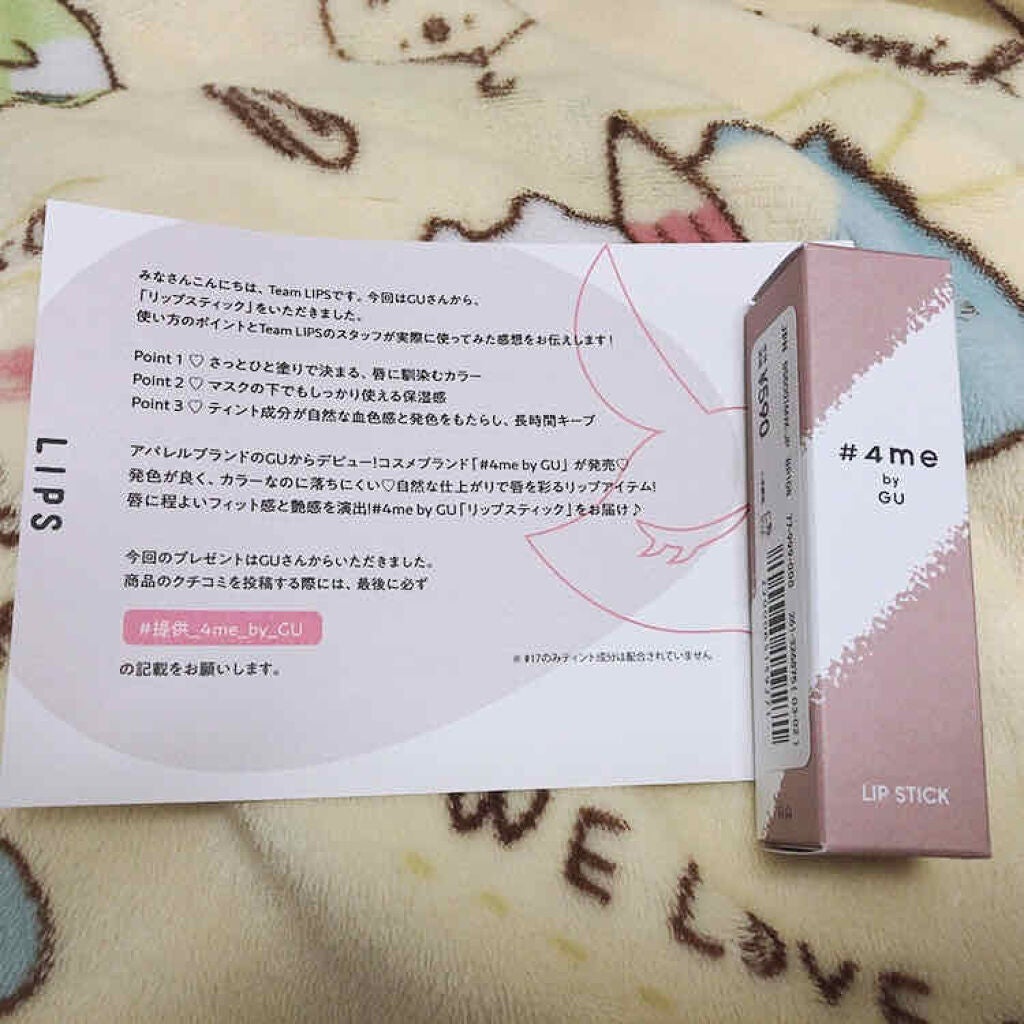 みなさんこんにちは、Team LIPSです。今回はGUさんから、
「リップスティック」をいただきました。
使い方のポイントとTeam LIPSのスタッフが実際に使ってみた感想をお伝えします!
Point 1 ♡ さっとひと塗りで決まる、唇に馴染むカラー
Point 2 ♡ マスクの下でもしっかり使える保湿感
Point 3 ♡ ティント成分が自然な血色感と発色をもたらし、長時間キープ
アパレルブランドのGUからデビュー!コスメブランド「#4me by GU」が発売♡
発色が良く、カラーなのに落ちにくい♡自然な仕上がりで唇を彩るリップアイテム!
唇に程よいフィット感と艶感を演出!#4me by GU「リップスティック」をお届け♪
今回のプレゼントはGUさんからいただきました。
商品のクチコミを投稿する際には、最後に必ず
#提供_4me_by_GU
の記載をお願いします。
※ #17のみティント成分は配合されていません
LIPS
#4me
by
GU
LIP STICK
WE LOVE